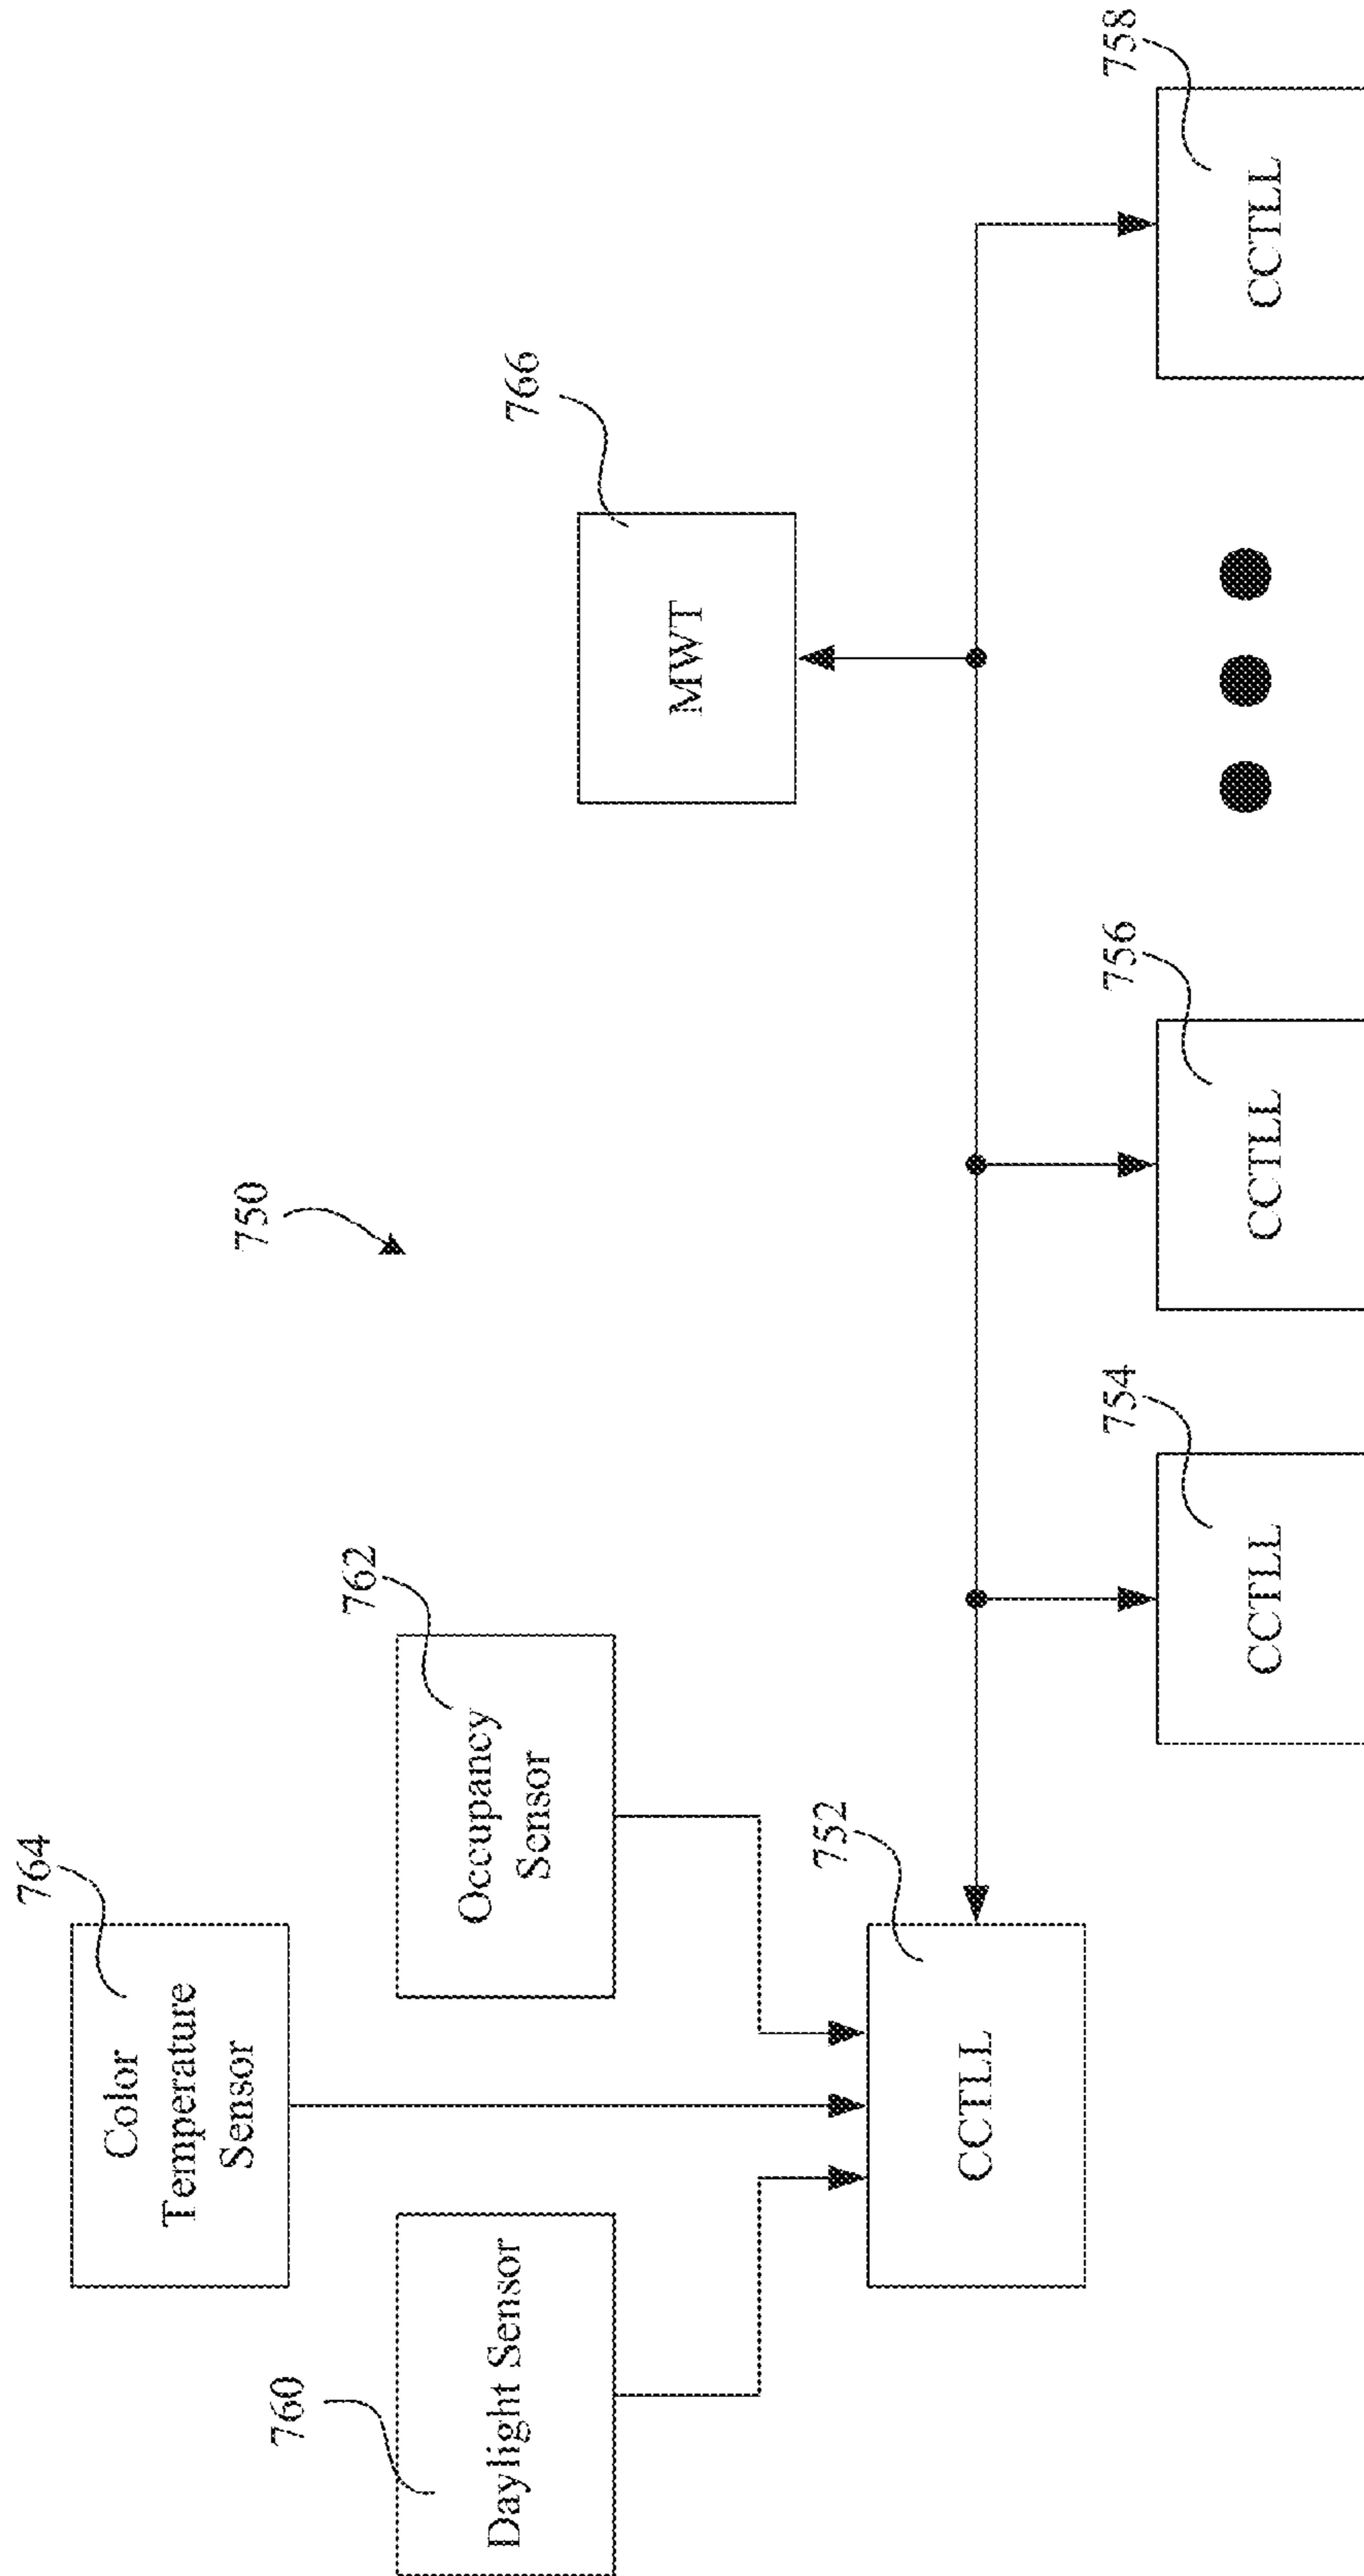 764
Color
Temperature
Sensor
760
Daylight Sensor
762
Occupancy
Sensor
750
766
MWT
752
CCTLL
754
CCTLL
756
CCTLL
758
CCTLL